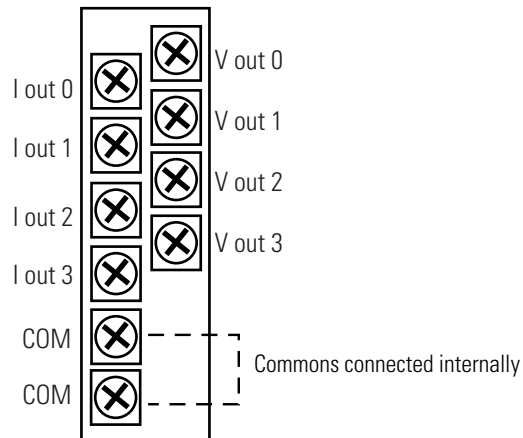 I out 0
V out 0
I out 1
V out 1
I out 2
V out 2
I out 3
V out 3
COM
COM
Commons connected internally